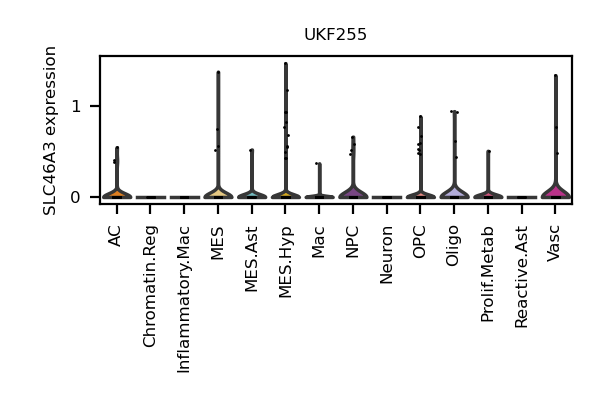 UKF255
SLC46A3 expression
1
0
AC
Chromatin.Reg
Inflammatory.Mac
MES
MES.Ast
MES.Hyp
Mac
NPC
Neuron
OPC
Oligo
Prolif.Metab
Reactive.Ast
Vasc